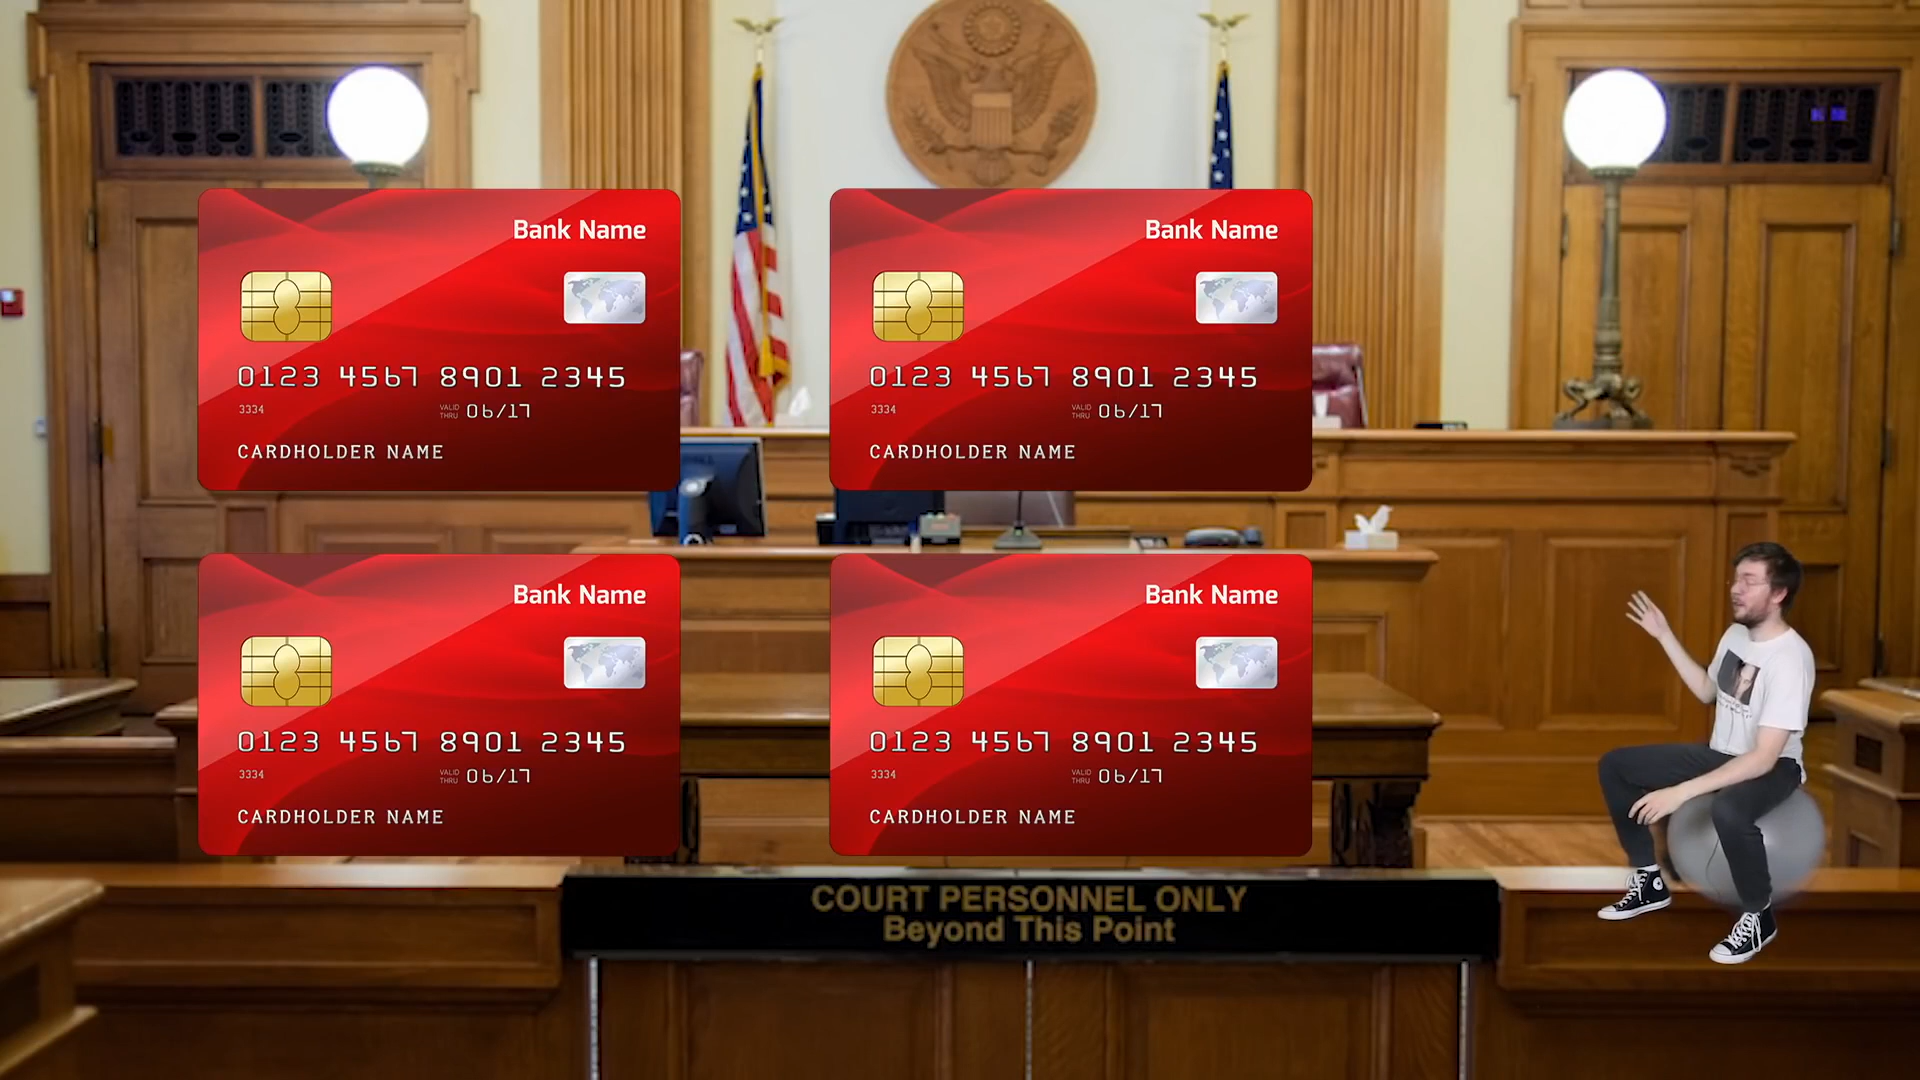 Bank Name
0123 4567 8901 2345
3334 VALID THRU 06/17
CARDHOLDER NAME
Bank Name
0123 4567 8901 2345
3334 VALID THRU 06/17
CARDHOLDER NAME
Bank Name
0123 4567 8901 2345
3334 VALID THRU 06/17
CARDHOLDER NAME
Bank Name
0123 4567 8901 2345
3334 VALID THRU 06/17
CARDHOLDER NAME
COURT PERSONNEL ONLY
Beyond This Point